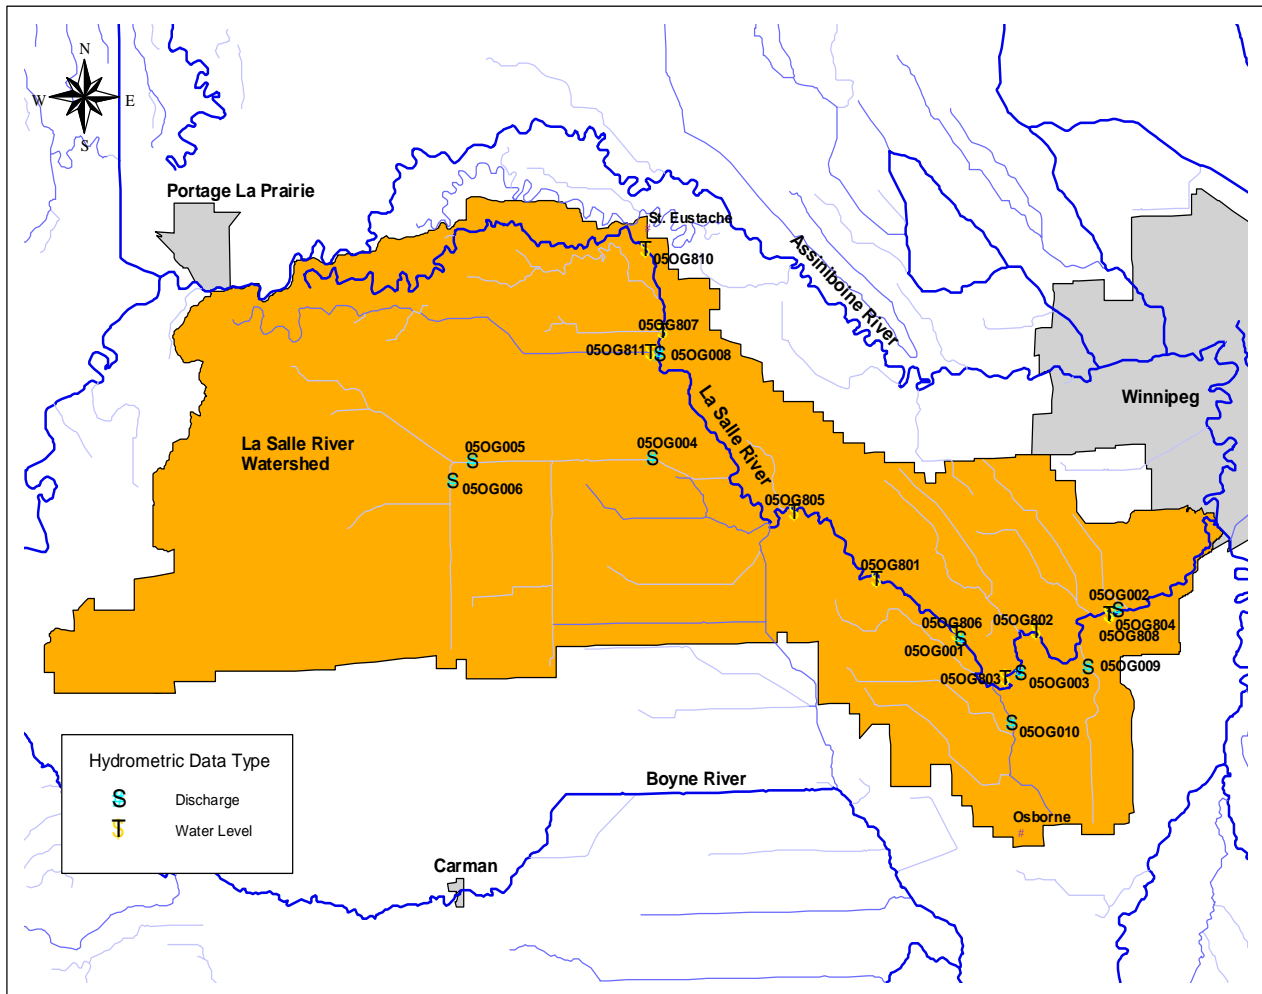 N
W
E
S
Portage La Prairie
St. Eustache
#
05OG810
Assiniboine River
05OG807
05OG811
T
S
05OG008
La Salle River
Winnipeg
La Salle River
Watershed
05OG005
S
05OG004
S
S
05OG006
05OG805
T
05OG801
T
05OG002
S
T
05OG804
05OG808
05OG806
05OG802
T
T
S
05OG001
05OG009
S
05OG803
T
S
05OG003
S
05OG010
Hydrometric Data Type
S
Discharge
T
Water Level
Boyne River
Osborne
#
Carman